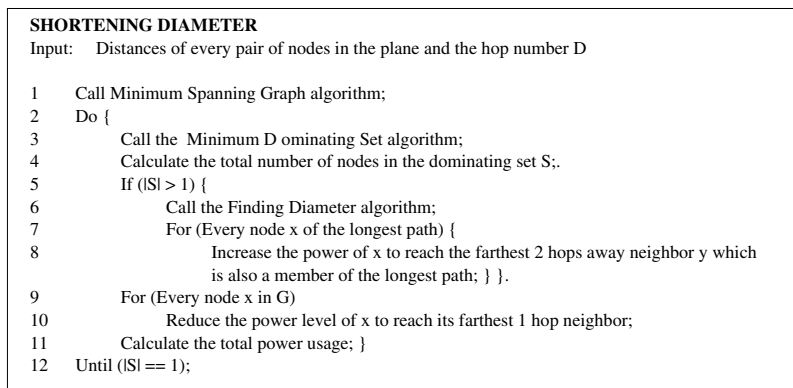 SHORTENING DIAMETER
Input: Distances of every pair of nodes in the plane and the hop number D
1 Call Minimum Spanning Graph algorithm;
2 Do {
3 Call the Minimum D ominating Set algorithm;
4 Calculate the total number of nodes in the dominating set S;.
5 If (|S| > 1) {
6 Call the Finding Diameter algorithm;
7 For (Every node x of the longest path) {
8 Increase the power of x to reach the farthest 2 hops away neighbor y which
is also a member of the longest path; } }.
9 For (Every node x in G)
10 Reduce the power level of x to reach its farthest 1 hop neighbor;
11 Calculate the total power usage; }
12 Until (|S| == 1);